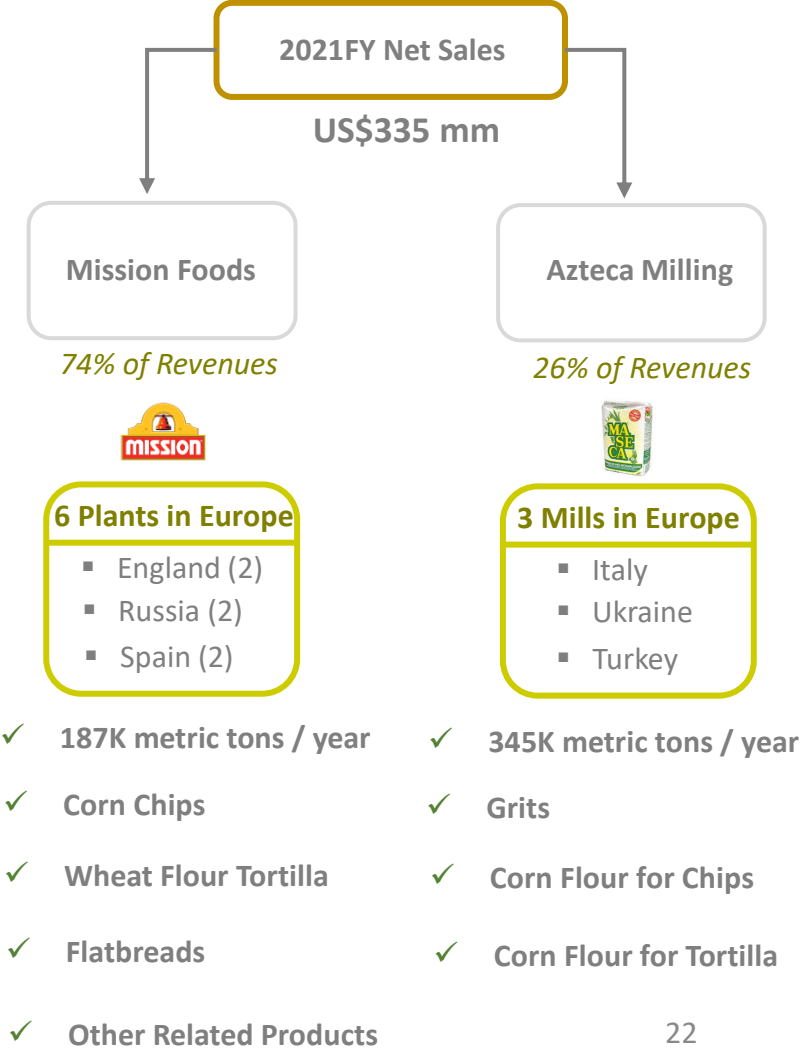 2021FY Net Sales
US$335 mm
Mission Foods
74% of Revenues
MISSION
6 Plants in Europe
▪ England (2)
▪ Russia (2)
▪ Spain (2)
✓ 187K metric tons / year
✓ Corn Chips
✓ Wheat Flour Tortilla
✓ Flatbreads
✓ Other Related Products
Azteca Milling
26% of Revenues
MA
SE
CA
3 Mills in Europe
▪ Italy
▪ Ukraine
▪ Turkey
✓ 345K metric tons / year
✓ Grits
✓ Corn Flour for Chips
✓ Corn Flour for Tortilla
22